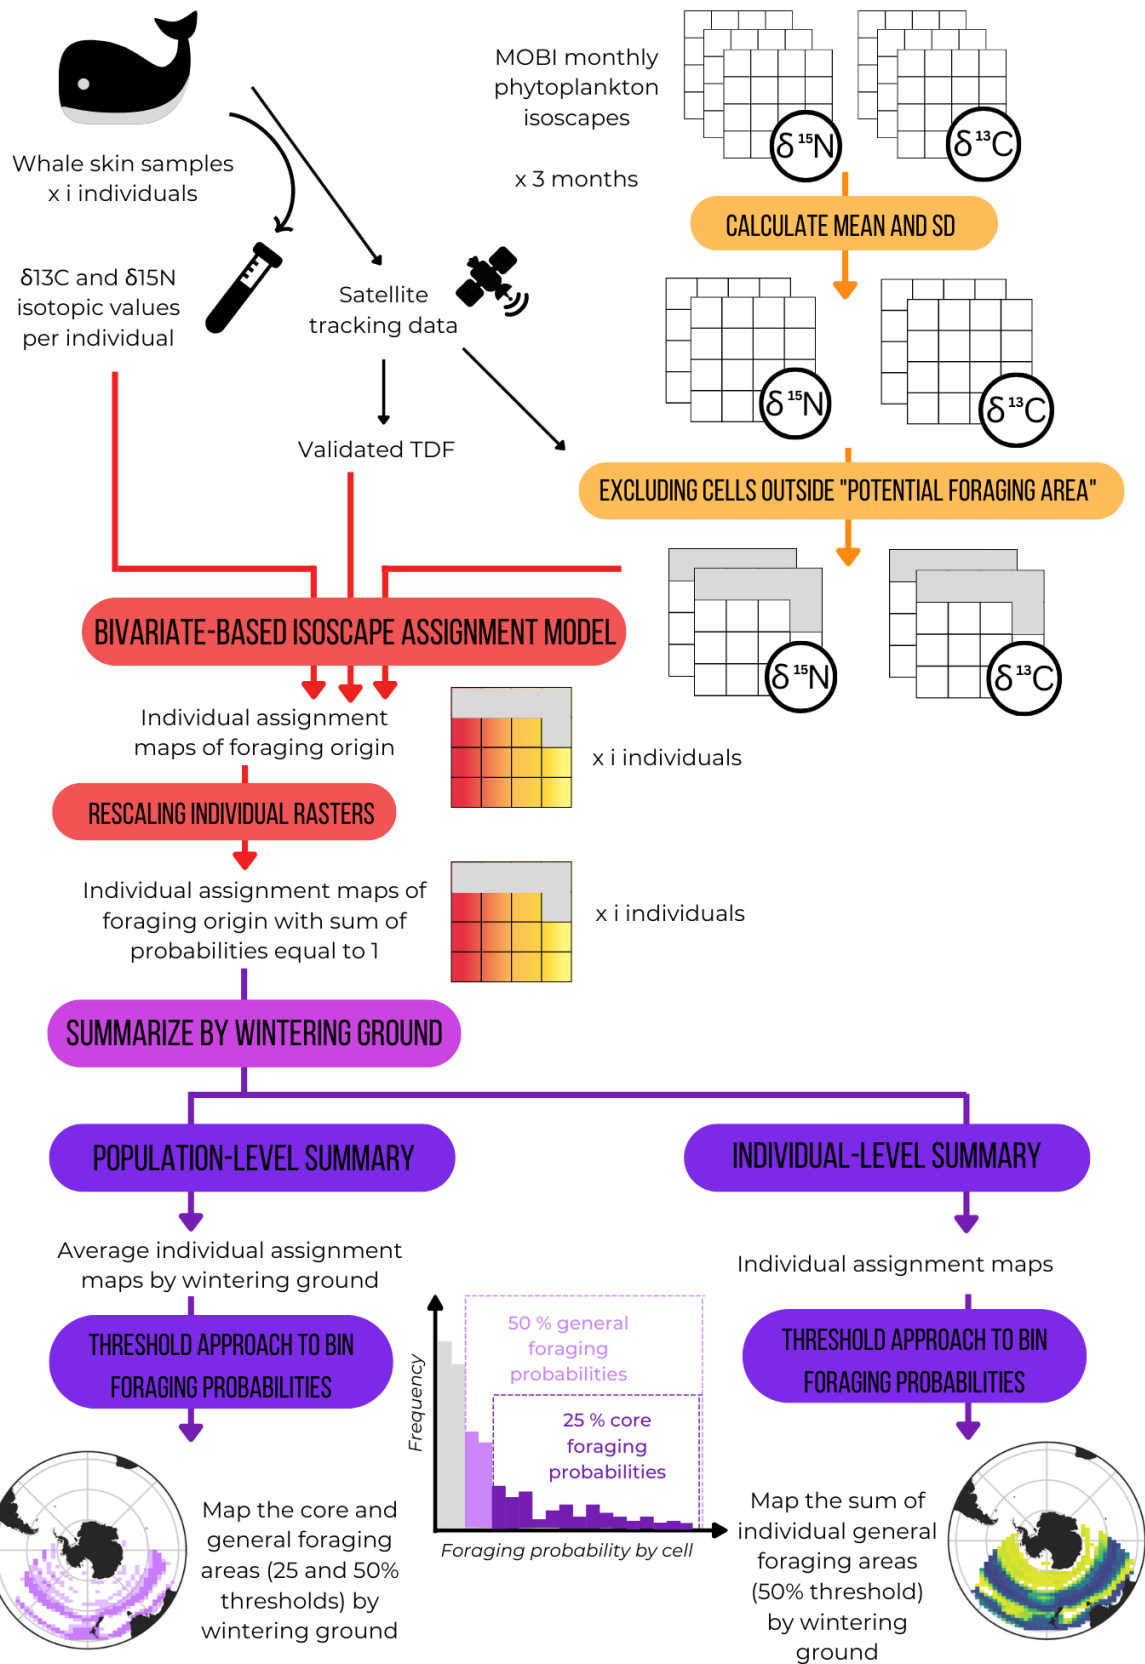 MOBI monthly
phytoplankton
isoscapes
x 3 months
δ¹⁵N
δ¹³C
Whale skin samples
x i individuals
CALCULATE MEAN AND SD
δ13C and δ15N
isotopic values
per individual
Satellite
tracking data
δ¹⁵N
δ¹³C
Validated TDF
EXCLUDING CELLS OUTSIDE "POTENTIAL FORAGING AREA"
δ¹⁵N
δ¹³C
BIVARIATE-BASED ISOSCAPE ASSIGNMENT MODEL
Individual assignment
maps of foraging origin
x i individuals
RESCALING INDIVIDUAL RASTERS
Individual assignment maps of
foraging origin with sum of
probabilities equal to 1
x i individuals
SUMMARIZE BY WINTERING GROUND
POPULATION-LEVEL SUMMARY
INDIVIDUAL-LEVEL SUMMARY
Average individual assignment
maps by wintering ground
Individual assignment maps
THRESHOLD APPROACH TO BIN
FORAGING PROBABILITIES
THRESHOLD APPROACH TO BIN
FORAGING PROBABILITIES
Frequency
50 % general
foraging
probabilities
25 % core
foraging
probabilities
Foraging probability by cell
Map the core and
general foraging
areas (25 and 50%
thresholds) by
wintering ground
Map the sum of
individual general
foraging areas
(50% threshold)
by wintering
ground